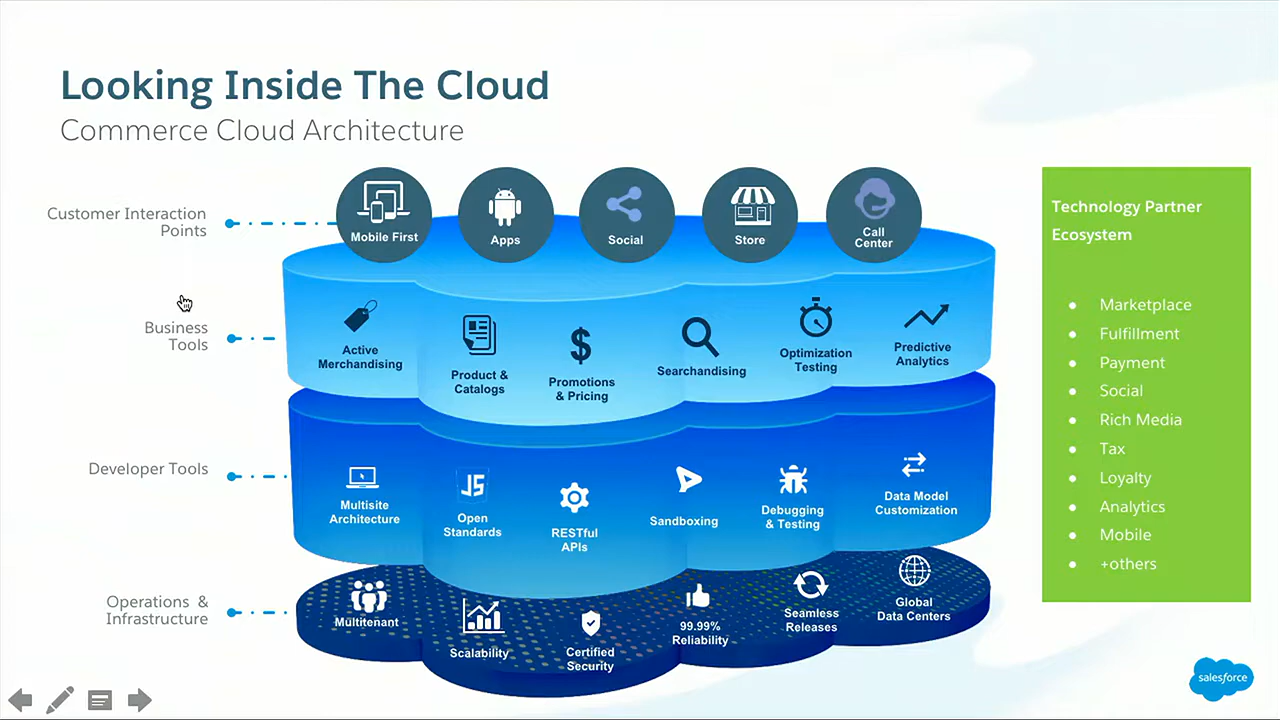 Looking Inside The Cloud
Commerce Cloud Architecture
Customer Interaction
Points
Mobile First
Apps
Social
Store
Call
Center
Business
Tools
Active
Merchandising
Product &
Catalogs
Promotions
& Pricing
Searchandising
Optimization
Testing
Predictive
Analytics
Developer Tools
Multisite
Architecture
JS
Open
Standards
RESTful
APIs
Sandboxing
Debugging
& Testing
Data Model
Customization
Operations &
Infrastructure
Multitenant
Scalability
Certified
Security
99.99%
Reliability
Seamless
Releases
Global
Data Centers
Technology Partner
Ecosystem
• Marketplace
• Fulfillment
• Payment
• Social
• Rich Media
• Tax
• Loyalty
• Analytics
• Mobile
• +others
salesforce